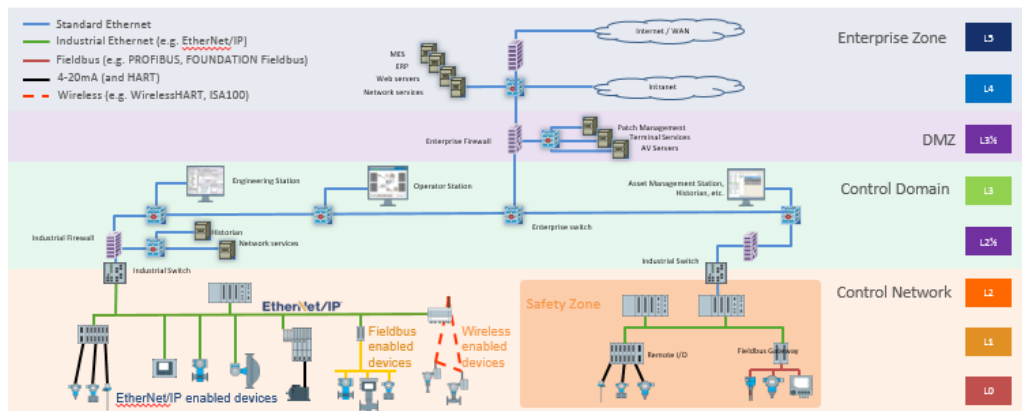 Standard Ethernet
Industrial Ethernet (e.g. EtherNet/IP)
Fieldbus (e.g. PROFIBUS, FOUNDATION Fieldbus)
4-20mA (and HART)
Wireless (e.g. WirelessHART, ISA100)
MES
ERP
Web servers
Network services
Internet / WAN
Intranet
Enterprise Zone
L5
L4
Enterprise Firewall
Patch Management
Terminal Services
AV Servers
DMZ
L3½
Engineering Station
Operator Station
Asset Management Station,
Historian, etc.
Control Domain
L3
Industrial Firewall
Historian
Network services
Enterprise switch
L2½
Industrial Switch
Industrial Switch
EtherNet/IP
Fieldbus
enabled
devices
Wireless
enabled
devices
EtherNet/IP enabled devices
Safety Zone
Remote I/O
Fieldbus Gateway
Control Network
L2
L1
L0